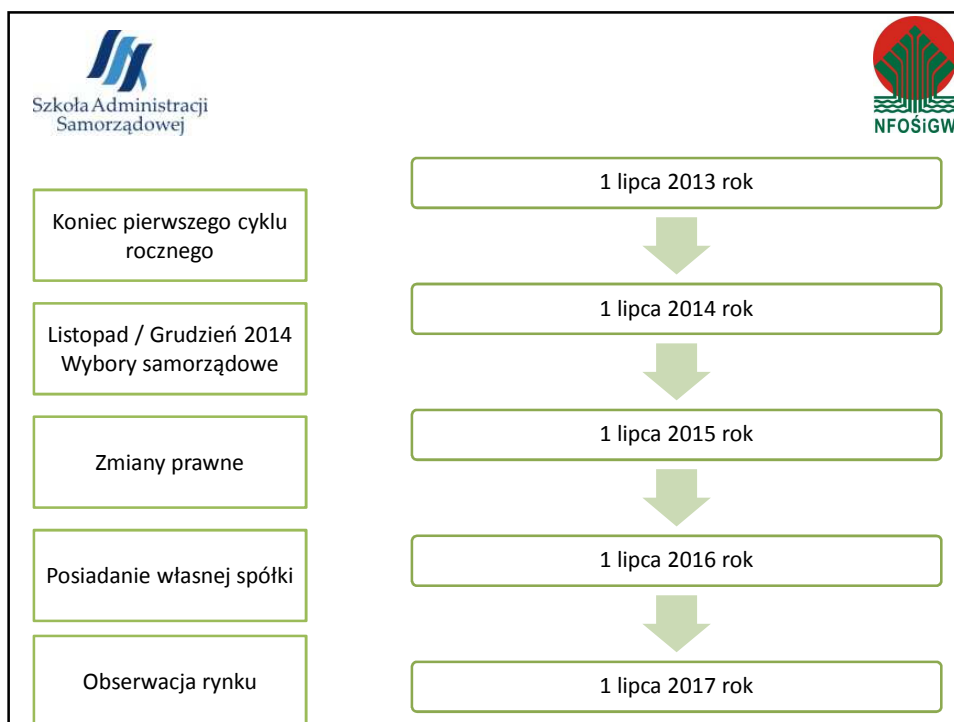 Szkoła Administracji
Samorządowej
NFOŚiGW
Koniec pierwszego cyklu
rocznego
Listopad / Grudzień 2014
Wybory samorządowe
Zmiany prawne
Posiadanie własnej spółki
Obserwacja rynku
1 lipca 2013 rok
1 lipca 2014 rok
1 lipca 2015 rok
1 lipca 2016 rok
1 lipca 2017 rok